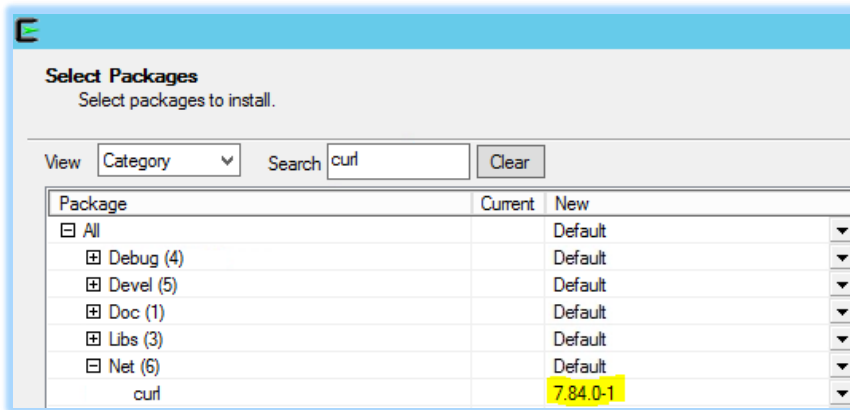 Select Packages
Select packages to install.
View Category Search curl Clear
Package Current New
All Default
Debug (4) Default
Devel (5) Default
Doc (1) Default
Libs (3) Default
Net (6) Default
curl 7.84.0-1